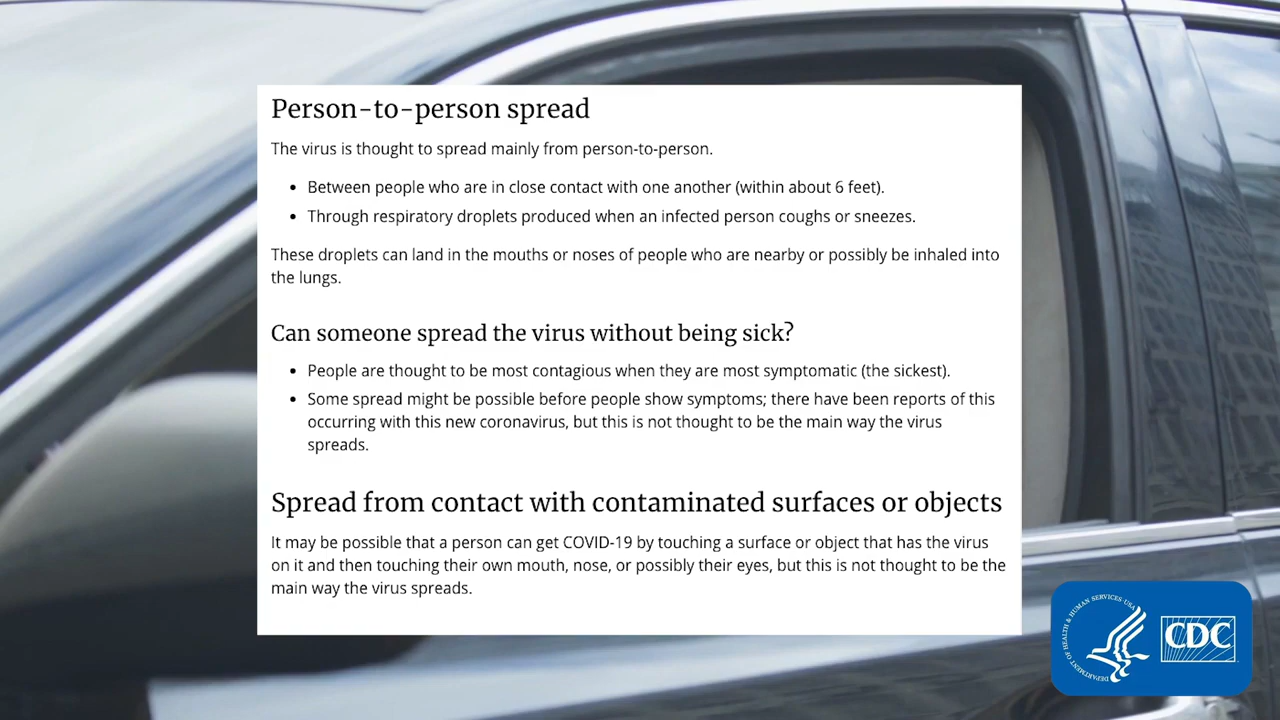 Person-to-person spread
The virus is thought to spread mainly from person-to-person.
• Between people who are in close contact with one another (within about 6 feet).
• Through respiratory droplets produced when an infected person coughs or sneezes.
These droplets can land in the mouths or noses of people who are nearby or possibly be inhaled into
the lungs.
Can someone spread the virus without being sick?
• People are thought to be most contagious when they are most symptomatic (the sickest).
• Some spread might be possible before people show symptoms; there have been reports of this
occurring with this new coronavirus, but this is not thought to be the main way the virus
spreads.
Spread from contact with contaminated surfaces or objects
It may be possible that a person can get COVID-19 by touching a surface or object that has the virus
on it and then touching their own mouth, nose, or possibly their eyes, but this is not thought to be the
main way the virus spreads.
DEPARTMENT OF HEALTH & HUMAN SERVICES·USA
CDC